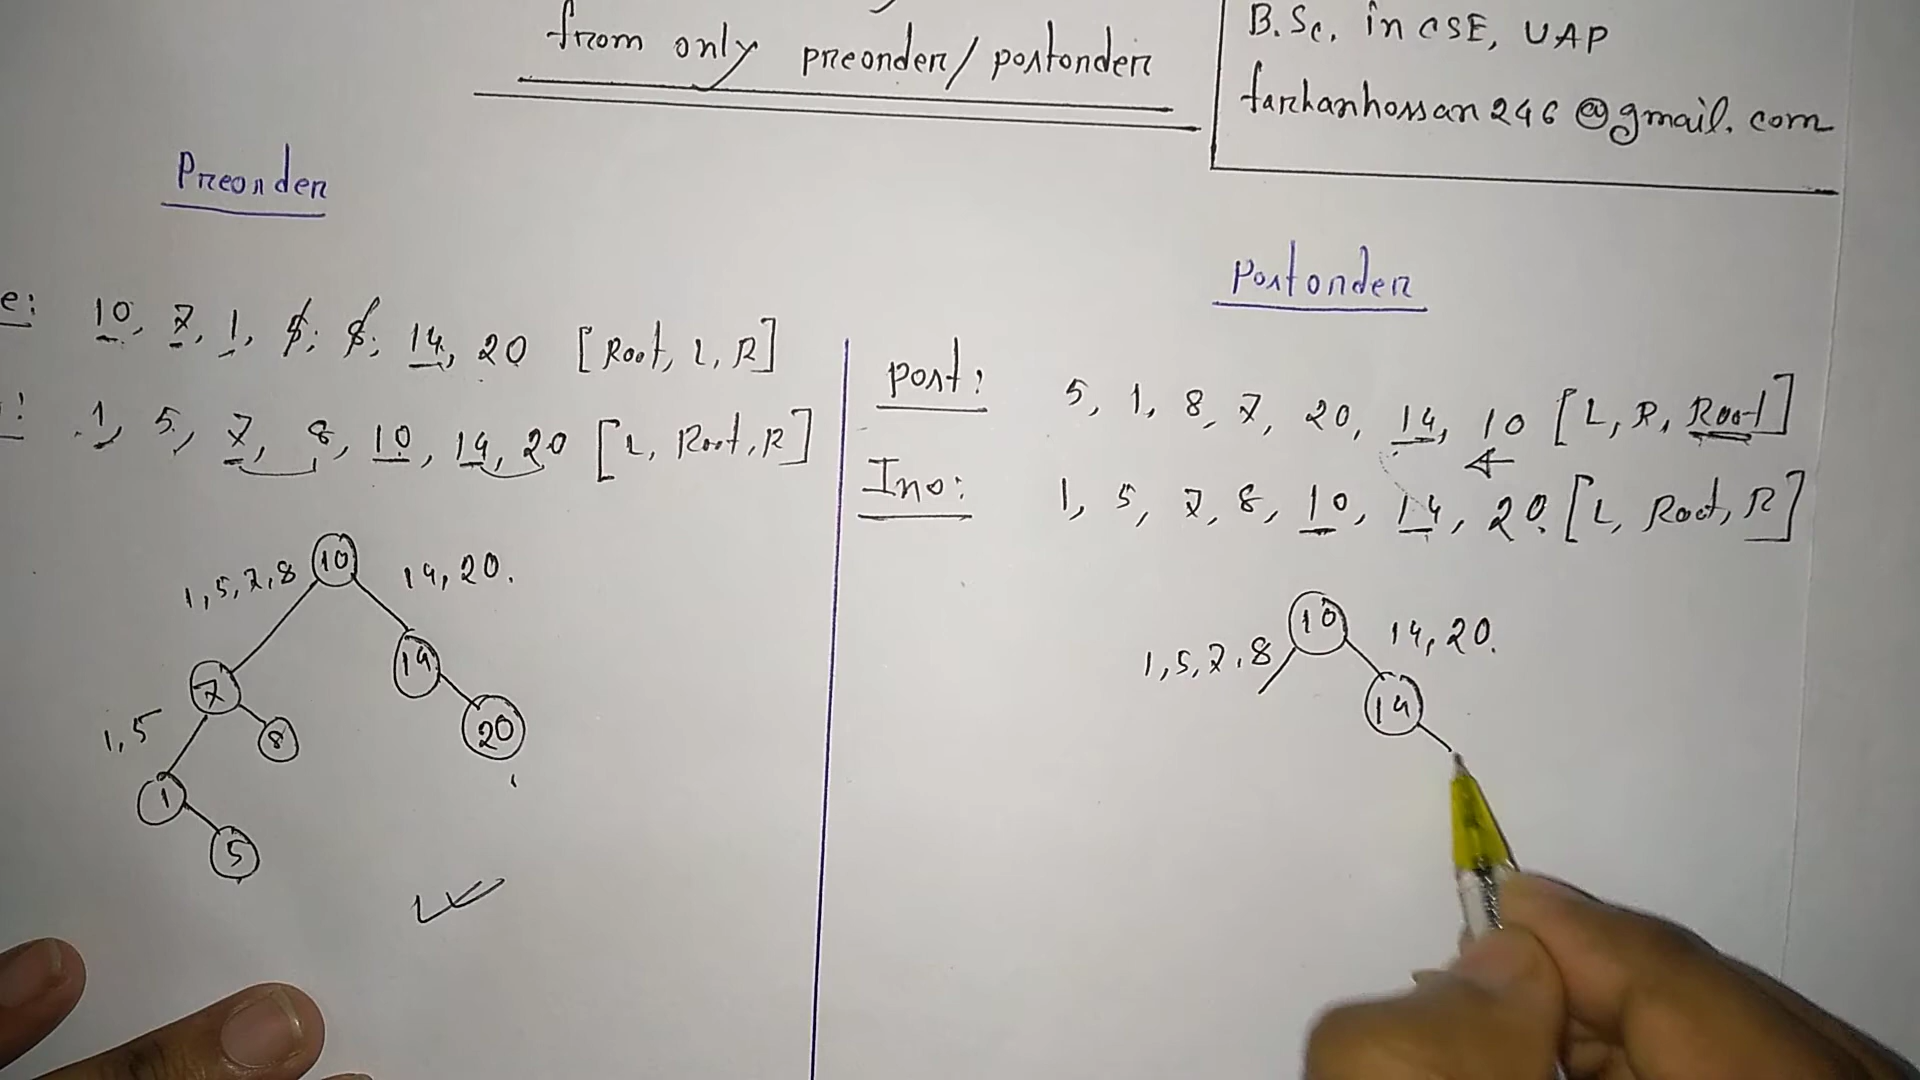 from only preorder/postorder
B.Sc. in CSE, UAP
farhanhossan246@gmail.com
Preorder
e: 10, 7, 1, 5, 8, 14, 20 [Root, L, R]
: 1, 5, 7, 8, 10, 14, 20 [L, Root, R]
1,5,7,8
10
14,20.
7
14
1,5
8
20
1
5
Postorder
post: 5, 1, 8, 7, 20, 14, 10 [L, R, Root]
Ino: 1, 5, 7, 8, 10, 14, 20. [L, Root, R]
1,5,7,8
10
14,20.
14